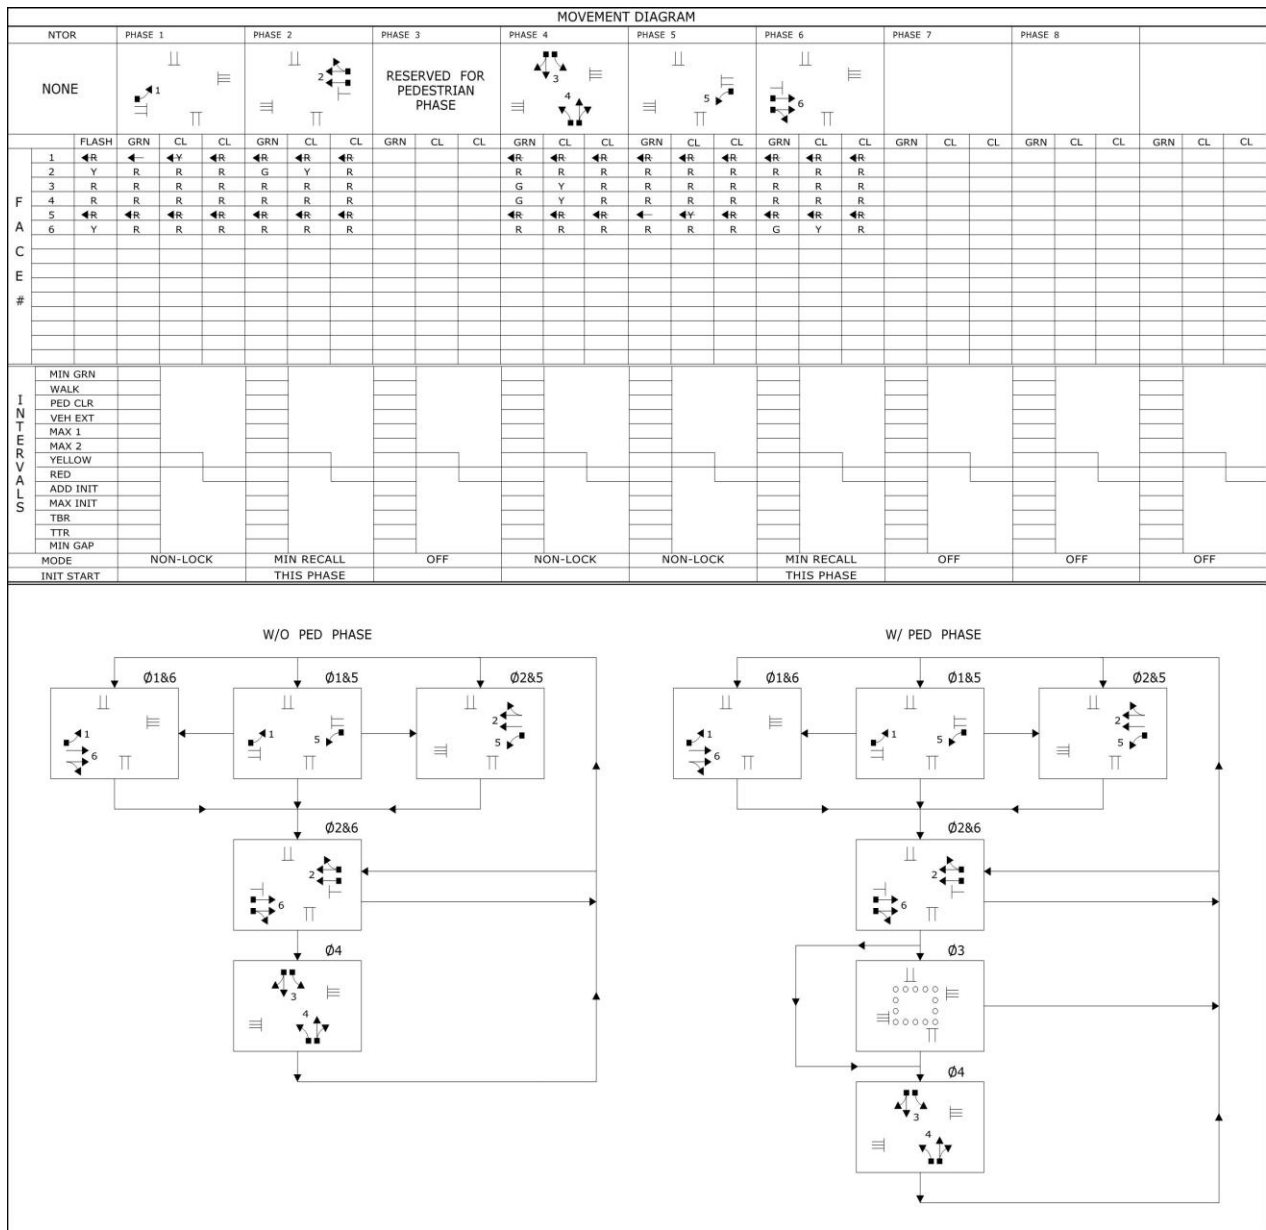 MOVEMENT DIAGRAM
NTOR PHASE 1 PHASE 2 PHASE 3 PHASE 4 PHASE 5 PHASE 6 PHASE 7 PHASE 8
NONE 1 2 RESERVED FOR PEDESTRIAN PHASE 3 4 5 6
FLASH GRN CL CL GRN CL CL GRN CL CL GRN CL CL GRN CL CL GRN CL CL GRN CL CL GRN CL CL GRN CL CL
FACE #
1 R Y R R R R R R R R R R R R R
2 Y R R R G Y R R R R R R R R R R
3 R R R R R R R G Y R R R R R R R
4 R R R R R R R G Y R R R R R R R
5 R R R R R R R R R R Y R R R R
6 Y R R R R R R R R R R R R G Y R
INTERVALS
MIN GRN
WALK
PED CLR
VEH EXT
MAX 1
MAX 2
YELLOW
RED
ADD INIT
MAX INIT
TBR
TTR
MIN GAP
MODE NON-LOCK MIN RECALL OFF NON-LOCK NON-LOCK MIN RECALL OFF OFF OFF
INIT START THIS PHASE THIS PHASE
W/O PED PHASE
Ø1&6 Ø1&5 Ø2&5
1 6 1 5 2 5
Ø2&6
2 6
Ø4
3 4
W/ PED PHASE
Ø1&6 Ø1&5 Ø2&5
1 6 1 5 2 5
Ø2&6
2 6
Ø3
Ø4
3 4